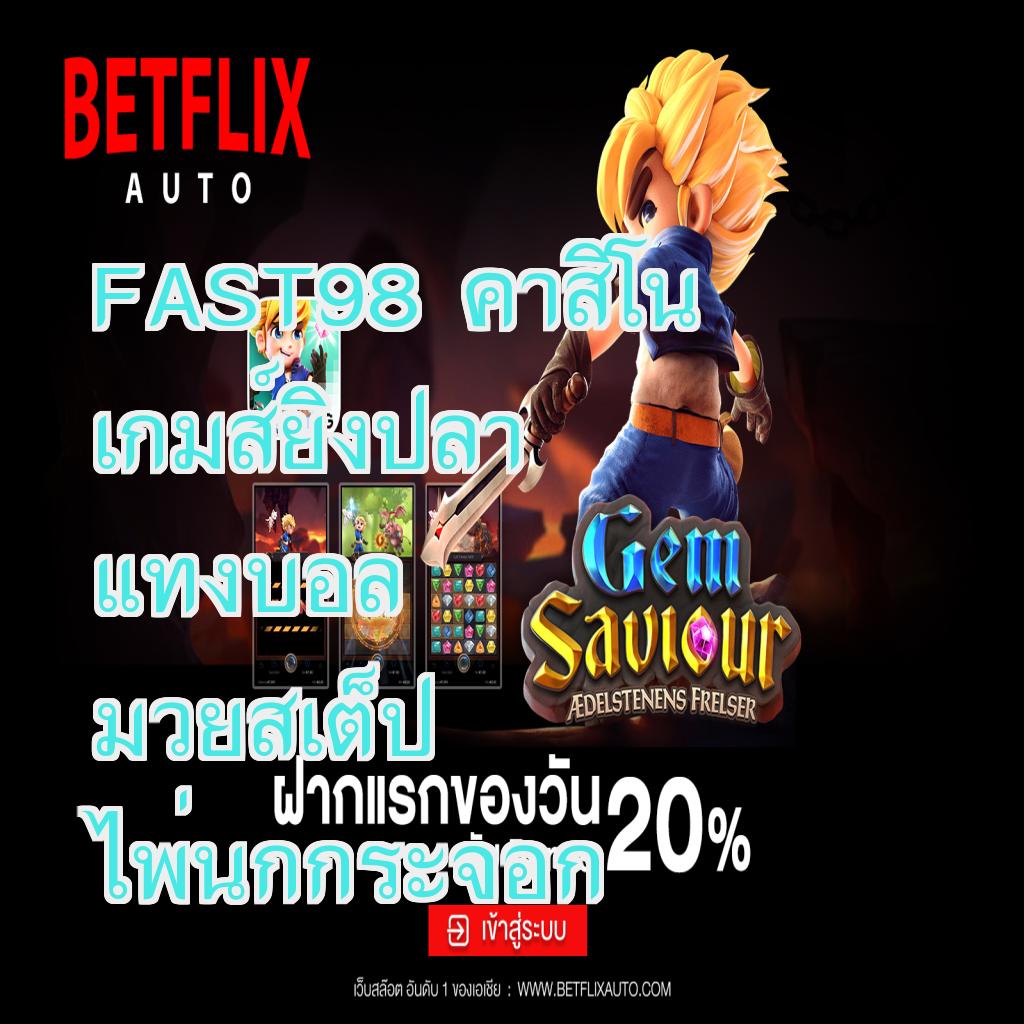 BETFLIX
AUTO
FAST98 คาสิโน
เกมส์ยิงปลา
แทงบอล
Gem
Saviour
ÆDELSTENENS FRELSER
มวยสเต็ป
ฝากแรกของวัน 20%
ไพ่นกกระจอก
เข้าสู่ระบบ
เว็บสล๊อต อันดับ 1 ของเอเชีย : WWW.BETFLIXAUTO.COM